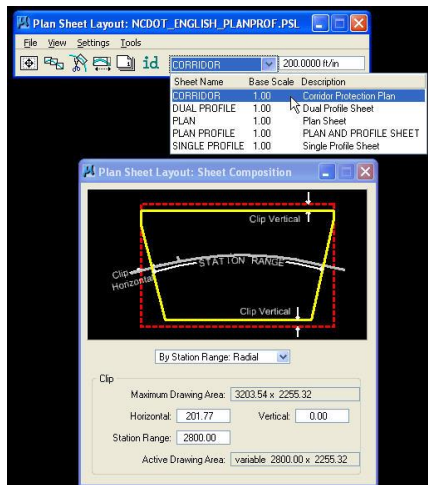 Plan Sheet Layout: NCDOT_ENGLISH_PLANPROF.PSL
File View Settings Tools
id CORRIDOR 200.0000 ft/in
Sheet Name Base Scale Description
CORRIDOR 1.00 Corridor Protection Plan
DUAL PROFILE 1.00 Dual Profile Sheet
PLAN 1.00 Plan Sheet
PLAN PROFILE 1.00 PLAN AND PROFILE SHEET
SINGLE PROFILE 1.00 Single Profile Sheet
Plan Sheet Layout: Sheet Composition
Clip Vertical
STATION RANGE
Clip
Horizontal
Clip Vertical
By Station Range: Radial
Clip
Maximum Drawing Area: 3203.54 x 2255.32
Horizontal: 201.77 Vertical: 0.00
Station Range: 2800.00
Active Drawing Area: variable 2800.00 x 2255.32